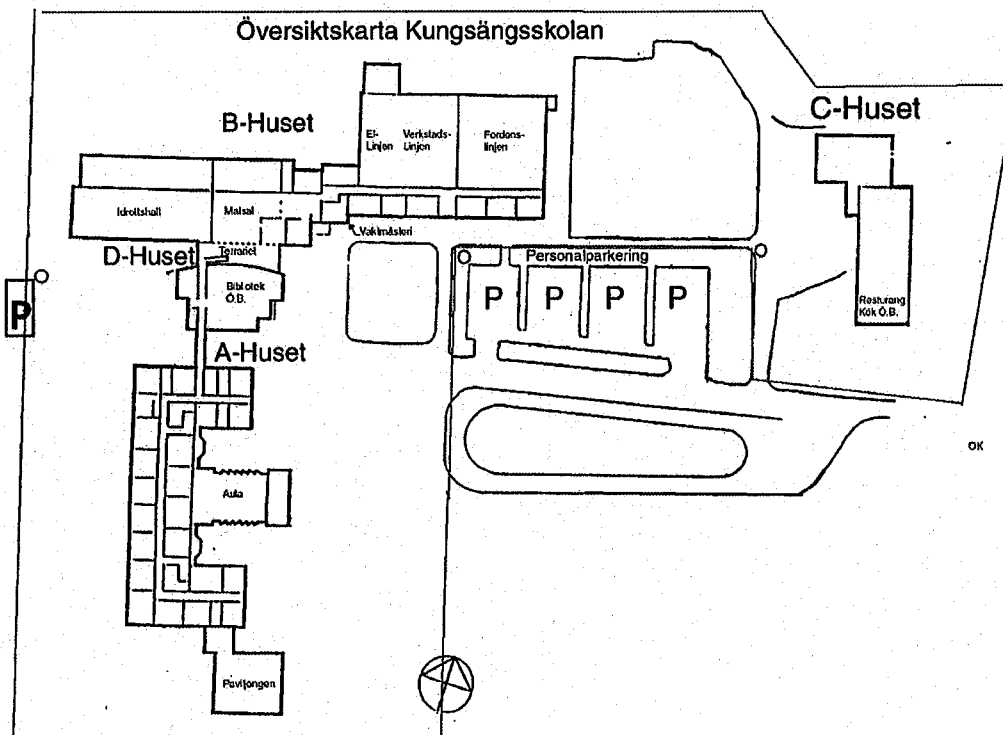 Översiktskarta Kungsängsskolan
C-Huset
B-Huset
El-
Linjen
Verkstads-
Linjen
Fordons-
linjen
Idrottshall
Matsal
Vaktmästeri
D-Huset
Terrariet
Personalparkering
Bibliotek
Ö.B.
P
P
P
P
P
Resturang
Kök Ö.B.
A-Huset
OK
Aula
Paviljongen